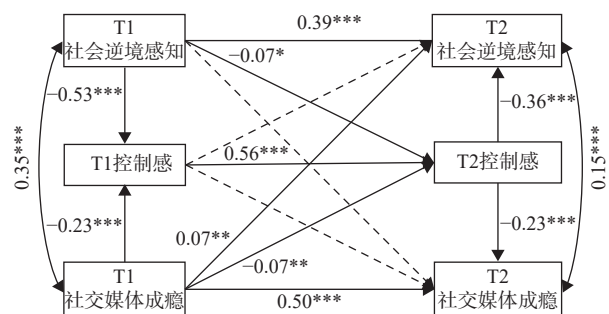 T1
社会逆境感知
0.39***
T2
社会逆境感知
−0.07*
−0.53***
−0.36***
0.35***
T1控制感
0.56***
T2控制感
0.15***
−0.23***
0.07**
−0.23***
−0.07**
T1
社交媒体成瘾
0.50***
T2
社交媒体成瘾